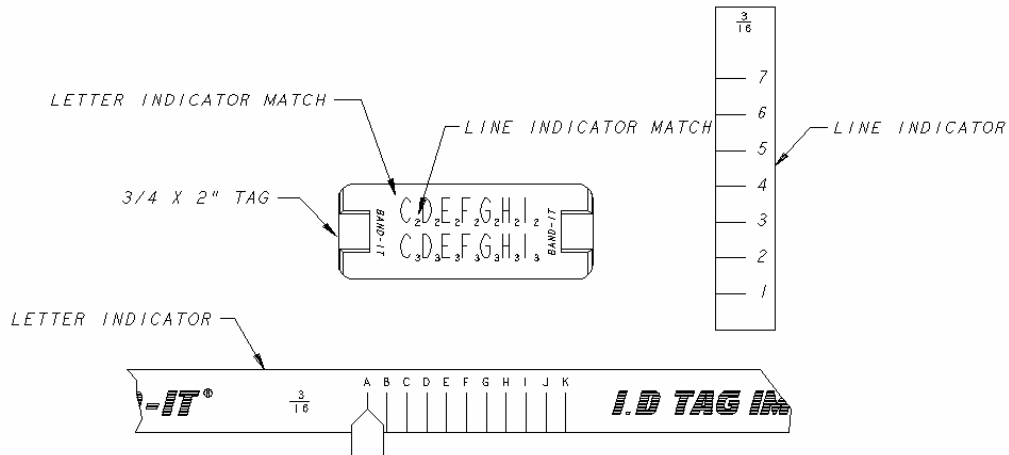 3/16
7
LETTER INDICATOR MATCH
6
LINE INDICATOR MATCH
5
LINE INDICATOR
4
3/4 X 2" TAG
BAND-IT
C₂D₂E₂F₂G₂H₂I₂
C₃D₃E₃F₃G₃H₃I₃
BAND-IT
3
2
1
LETTER INDICATOR
-IT®
3/16
A B C D E F G H I J K
I.D TAG IM